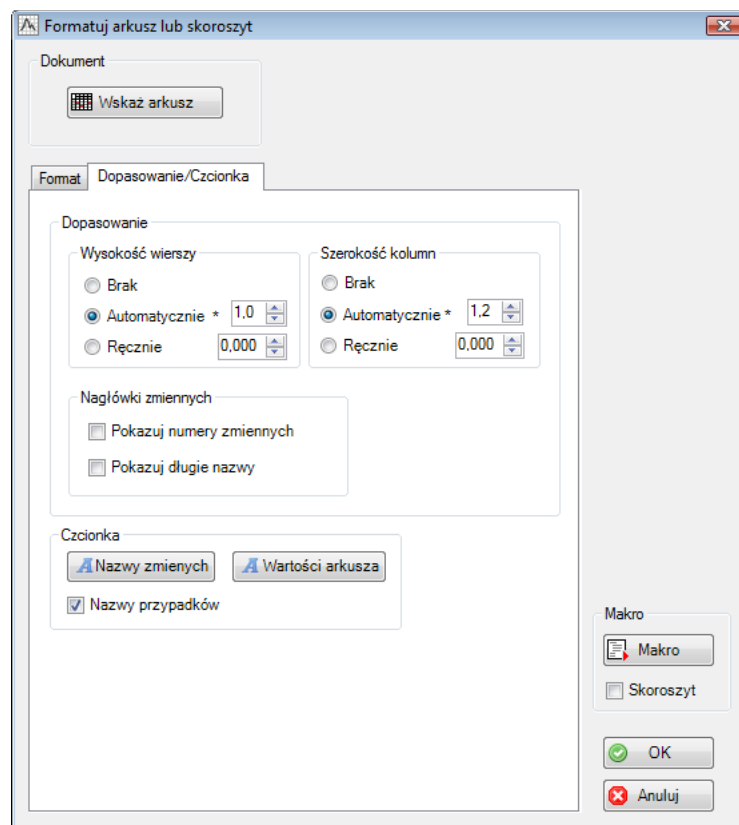 Formatuj arkusz lub skoroszyt
Dokument
Wskaż arkusz
Format Dopasowanie/Czcionka
Dopasowanie
Wysokość wierszy
Brak
Automatycznie * 1,0
Ręcznie 0,000
Szerokość kolumn
Brak
Automatycznie * 1,2
Ręcznie 0,000
Nagłówki zmiennych
Pokazuj numery zmiennych
Pokazuj długie nazwy
Czcionka
Nazwy zmienych Wartości arkusza
Nazwy przypadków
Makro
Makro
Skoroszyt
OK
Anuluj